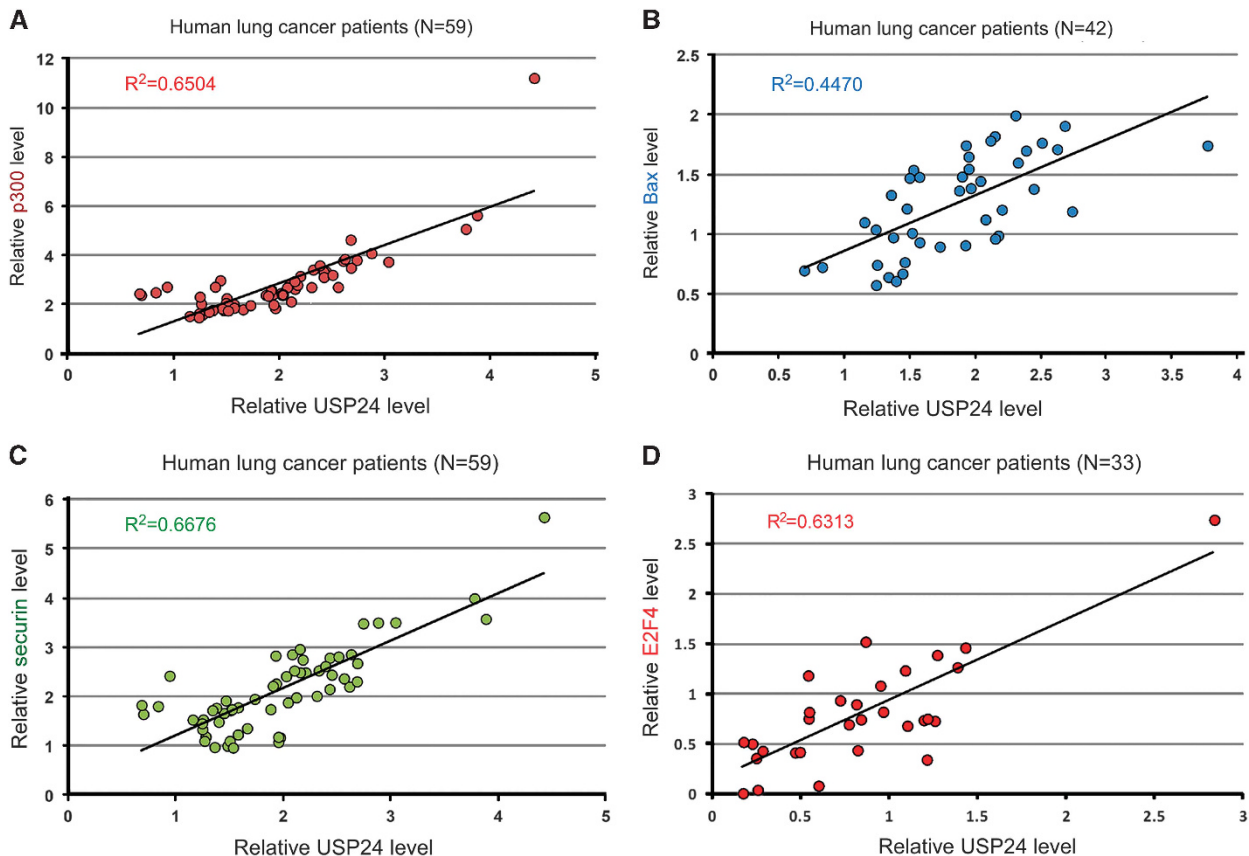 A
Human lung cancer patients (N=59)
R²=0.6504
Relative p300 level
12
10
8
6
4
2
0
0 1 2 3 4 5
Relative USP24 level
B
Human lung cancer patients (N=42)
R²=0.4470
Relative Bax level
2.5
2
1.5
1
0.5
0
0 0.5 1 1.5 2 2.5 3 3.5 4
Relative USP24 level
C
Human lung cancer patients (N=59)
R²=0.6676
Relative securin level
6
5
4
3
2
1
0
0 1 2 3 4 5
Relative USP24 level
D
Human lung cancer patients (N=33)
R²=0.6313
Relative E2F4 level
3
2.5
2
1.5
1
0.5
0
0 0.5 1 1.5 2 2.5 3
Relative USP24 level